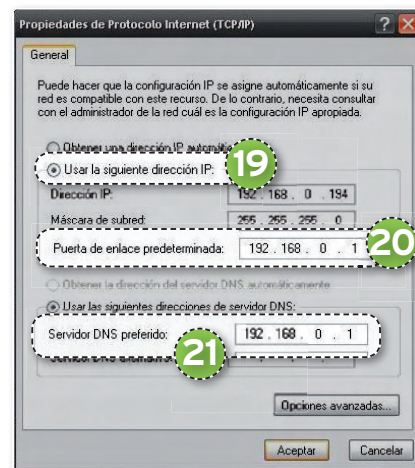 Propiedades de Protocolo Internet (TCP/IP)
General
Puede hacer que la configuración IP se asigne automáticamente si su
red es compatible con este recurso. De lo contrario, necesita consultar
con el administrador de la red cuál es la configuración IP apropiada.
Obtener una dirección IP
Usar la siguiente dirección IP:
19
Dirección IP: 192 . 168 . 0 . 194
Máscara de subred: 255 . 255 . 255 . 0
Puerta de enlace predeterminada: 192 . 168 . 0 . 1
20
Obtener la dirección del servidor DNS automáticamente
Usar las siguientes direcciones de servidor DNS:
Servidor DNS preferido: 192 . 168 . 0 . 1
21
Opciones avanzadas...
Aceptar Cancelar